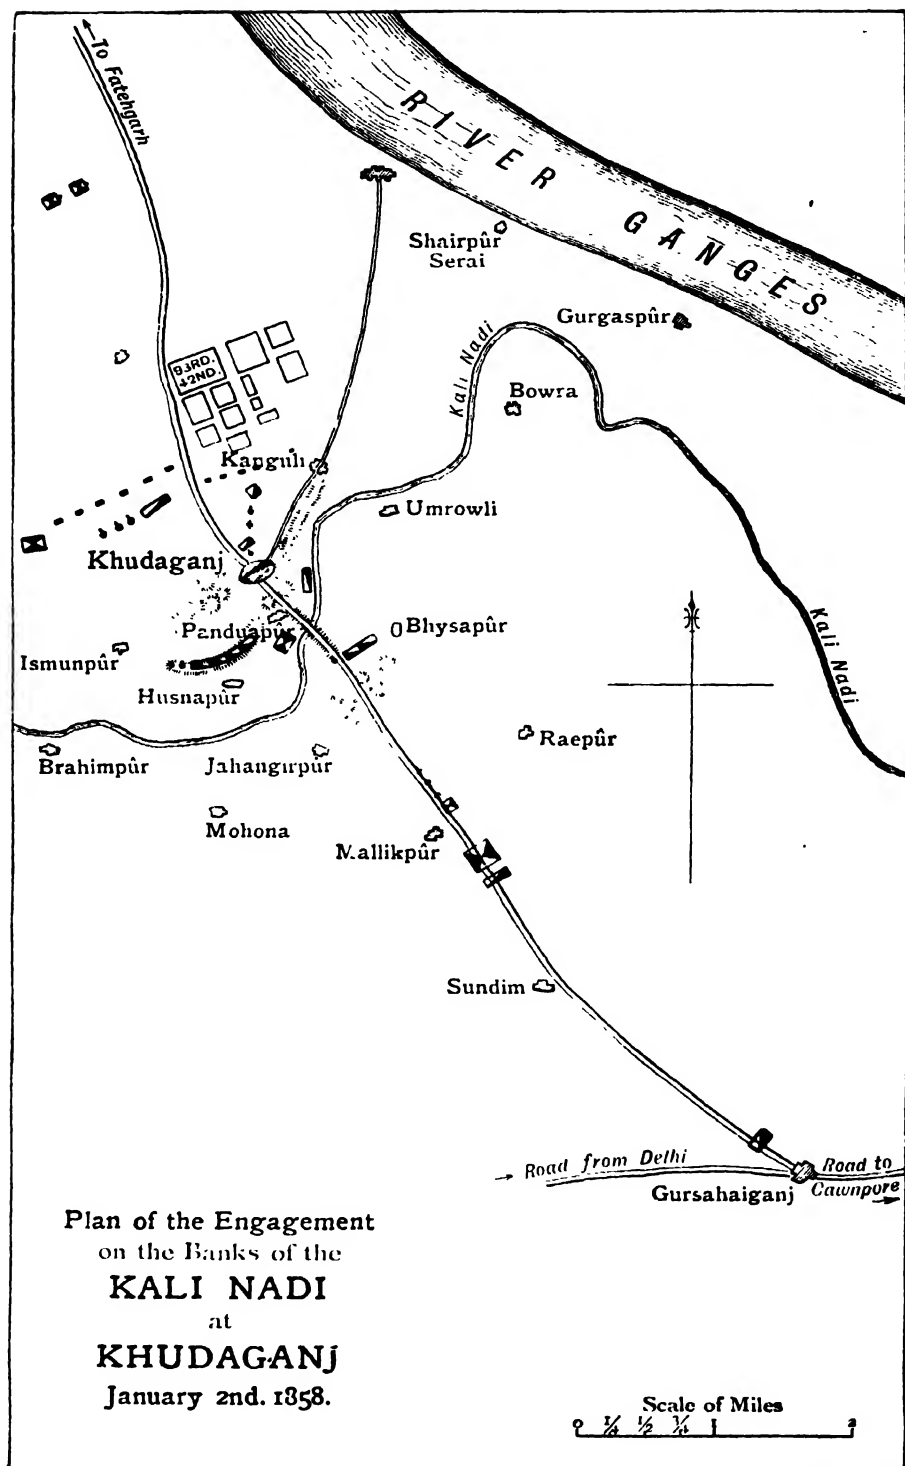 To Fatehgarh
RIVER GANGES
Shairpûr
Serai
Gurgaspûr
Kali Nadi
93RD.
42ND.
Bowra
Kanguli
Umrowli
Khudaganj
Kali Nadi
Panduapûr
Bhysapûr
Ismunpûr
Husnapûr
Brahimpûr
Jahangirpûr
Raepûr
Mohona
Mallikpûr
Sundim
Road from Delhi
Road to
Cawnpore
Gursahaiganj
Plan of the Engagement
on the Banks of the
KALI NADI
at
KHUDAGANJ
January 2nd. 1858.
Scale of Miles
0 1/4 1/2 3/4 1 2